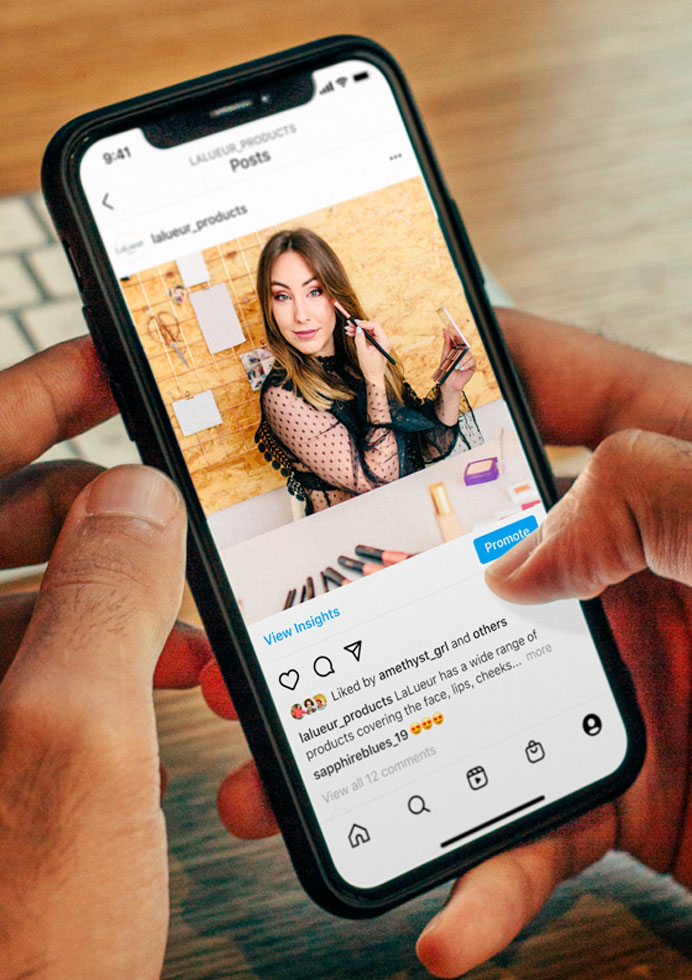 9:41
LALUEUR_PRODUCTS
Posts
LaLueur
lalueur_products
Promote
View Insights
Liked by amethyst_grl and others
lalueur_products LaLueur has a wide range of
products covering the face, lips, cheeks... more
sapphireblues_19 😍😍😍
View all 12 comments